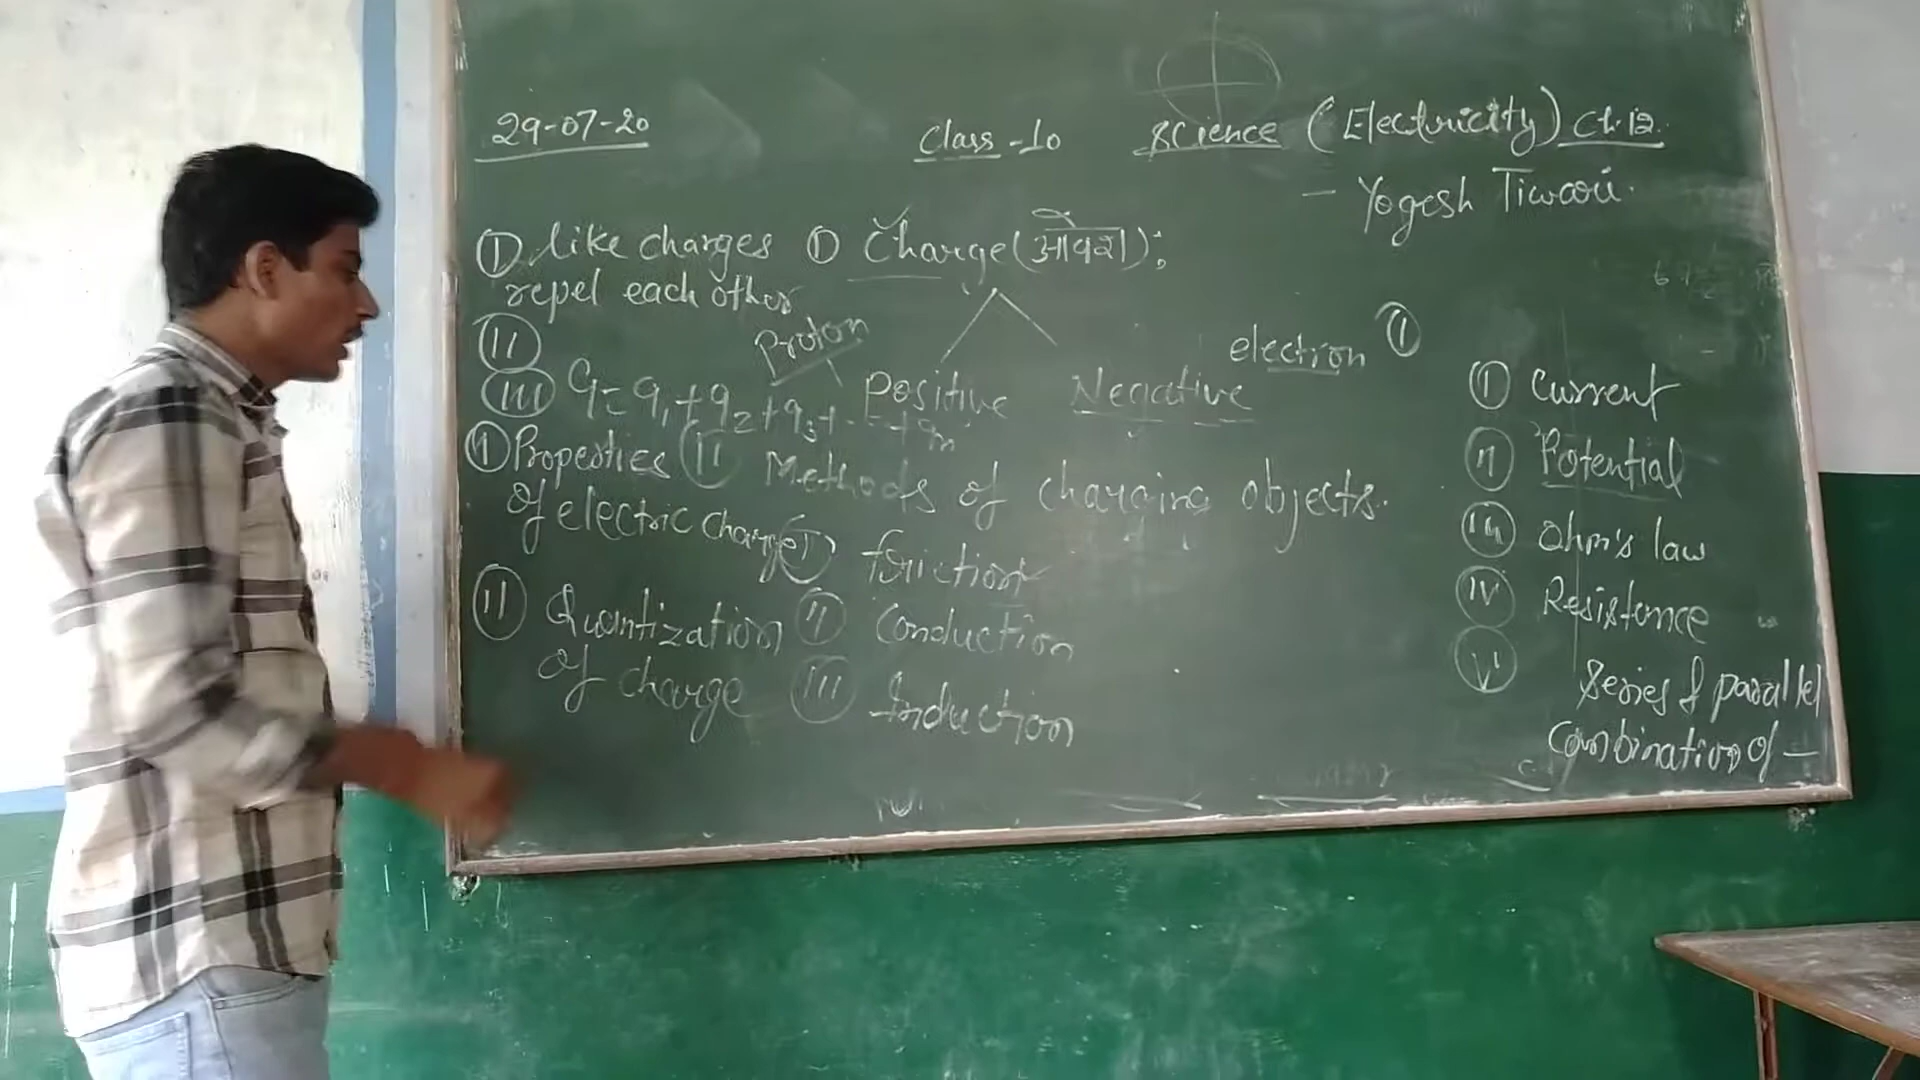 29-07-20
Class -10
Science (Electricity) Ch.12.
- Yogesh Tiwari.
① like charges
repel each other
ⓘⓘ
ⓘⓘⓘ q= q₁+q₂+q₃+---+qₙ
ⓘⓘ Properties
of electric charge
ⓘⓘ Quantization
of charge
① Charge (आवेश):
Proton
Positive
Negative
electron
①
ⓘⓘ Methods of charging objects.
① friction
ⓘⓘ Conduction
ⓘⓘⓘ Induction
① Current
ⓘⓘ Potential
ⓘⓘⓘ Ohm's law
ⓘⓥ Resistance
ⓥ Series & parallel
Combination of -